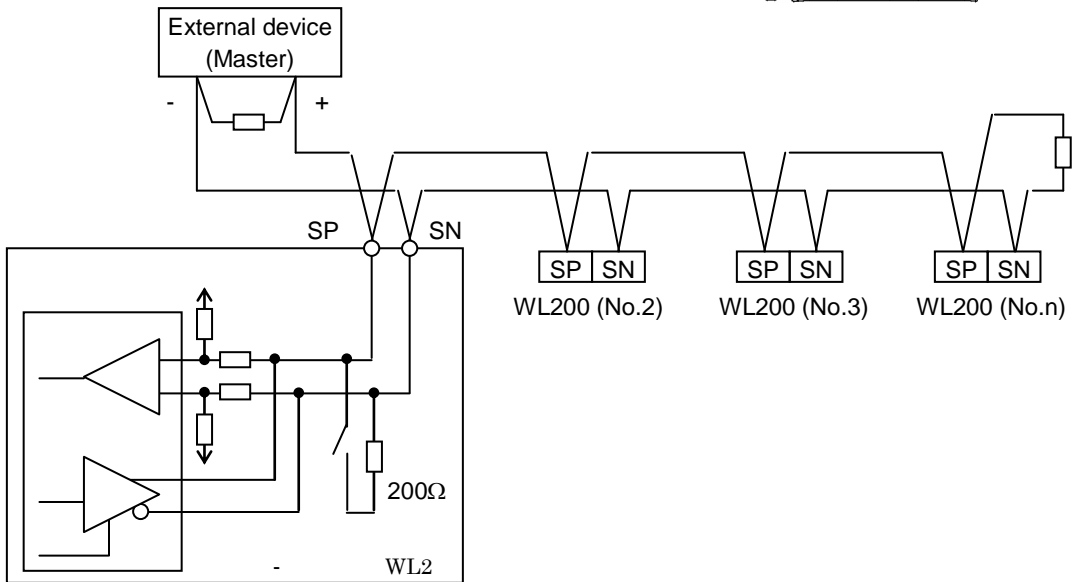 External device
(Master)
-
+
SP
SN
SP SN
SP SN
SP SN
WL200 (No.2)
WL200 (No.3)
WL200 (No.n)
200Ω
-
WL2